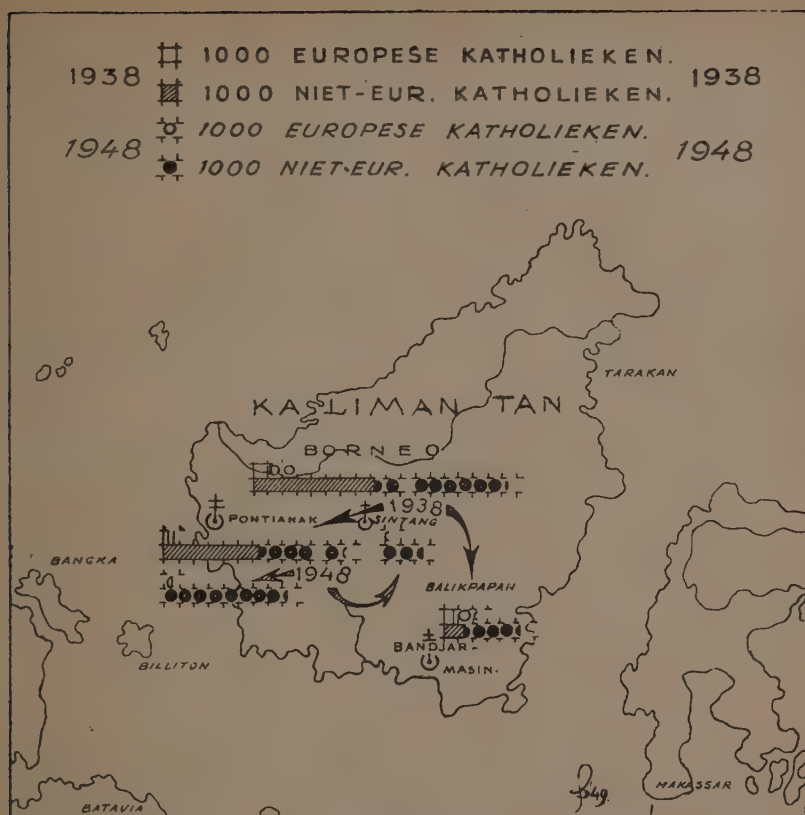 1938 1000 EUROPESE KATHOLIEKEN. 1938
1000 NIET-EUR. KATHOLIEKEN.
1948 1000 EUROPESE KATHOLIEKEN. 1948
1000 NIET-EUR. KATHOLIEKEN.
TARAKAN
KALIMANTAN
BORNEO
1938
PONTIANAK
SINTANG
BANGKA
1948
BALIKPAPAN
BANDJAR-
MASIN.
BILLITON
MAKASSAR
BATAVIA